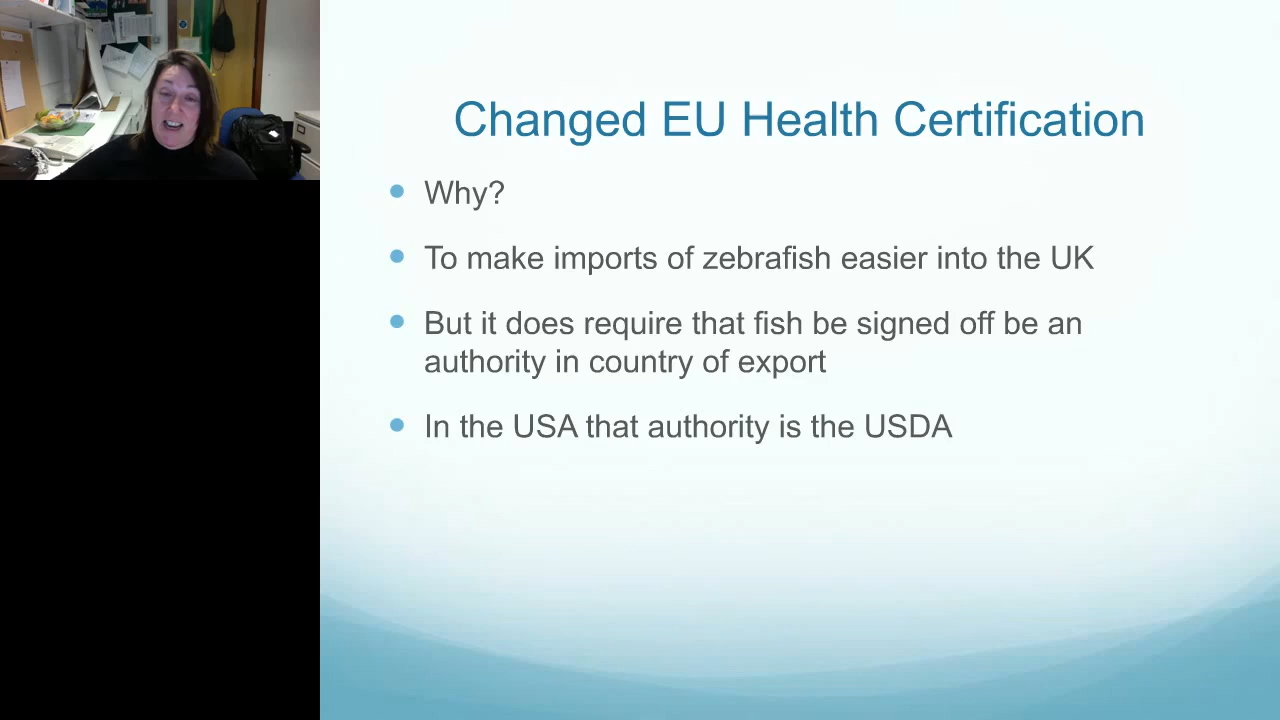 Changed EU Health Certification
Why?
To make imports of zebrafish easier into the UK
But it does require that fish be signed off be an
authority in country of export
In the USA that authority is the USDA